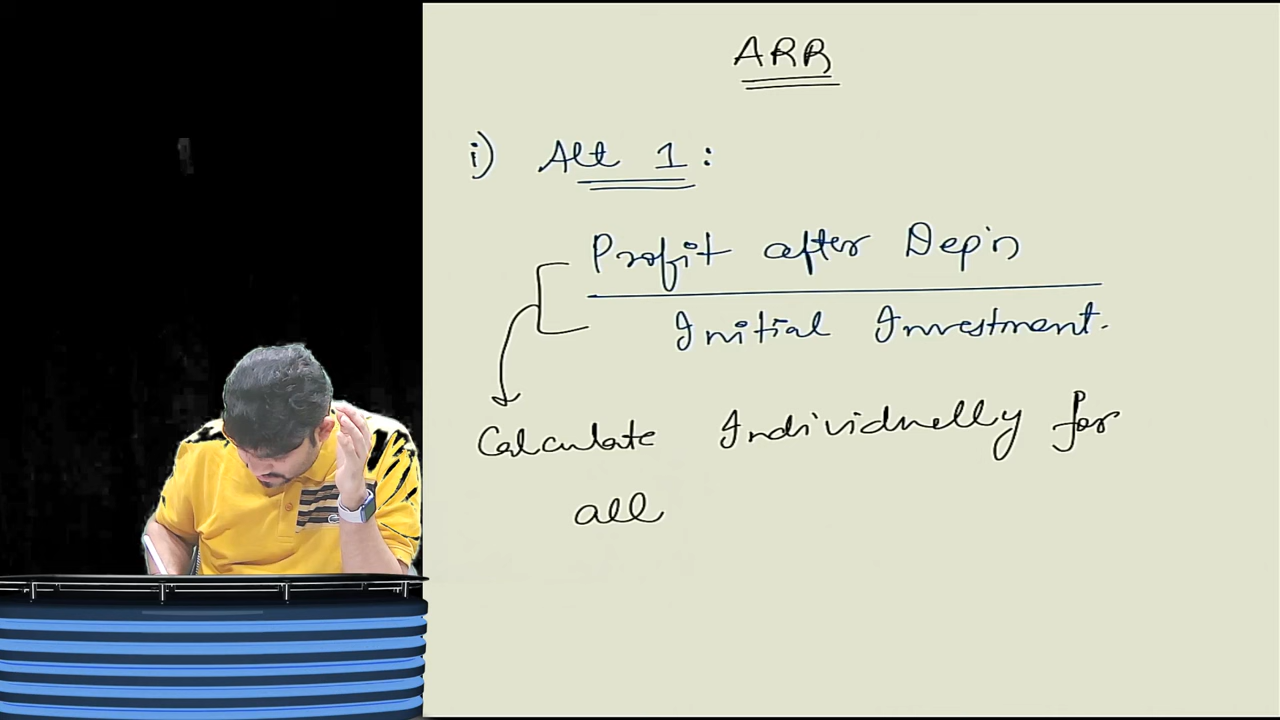 ARR
i) Alt 1:
Profit after Dep'n
Initial Investment.
Calculate Individually for
all